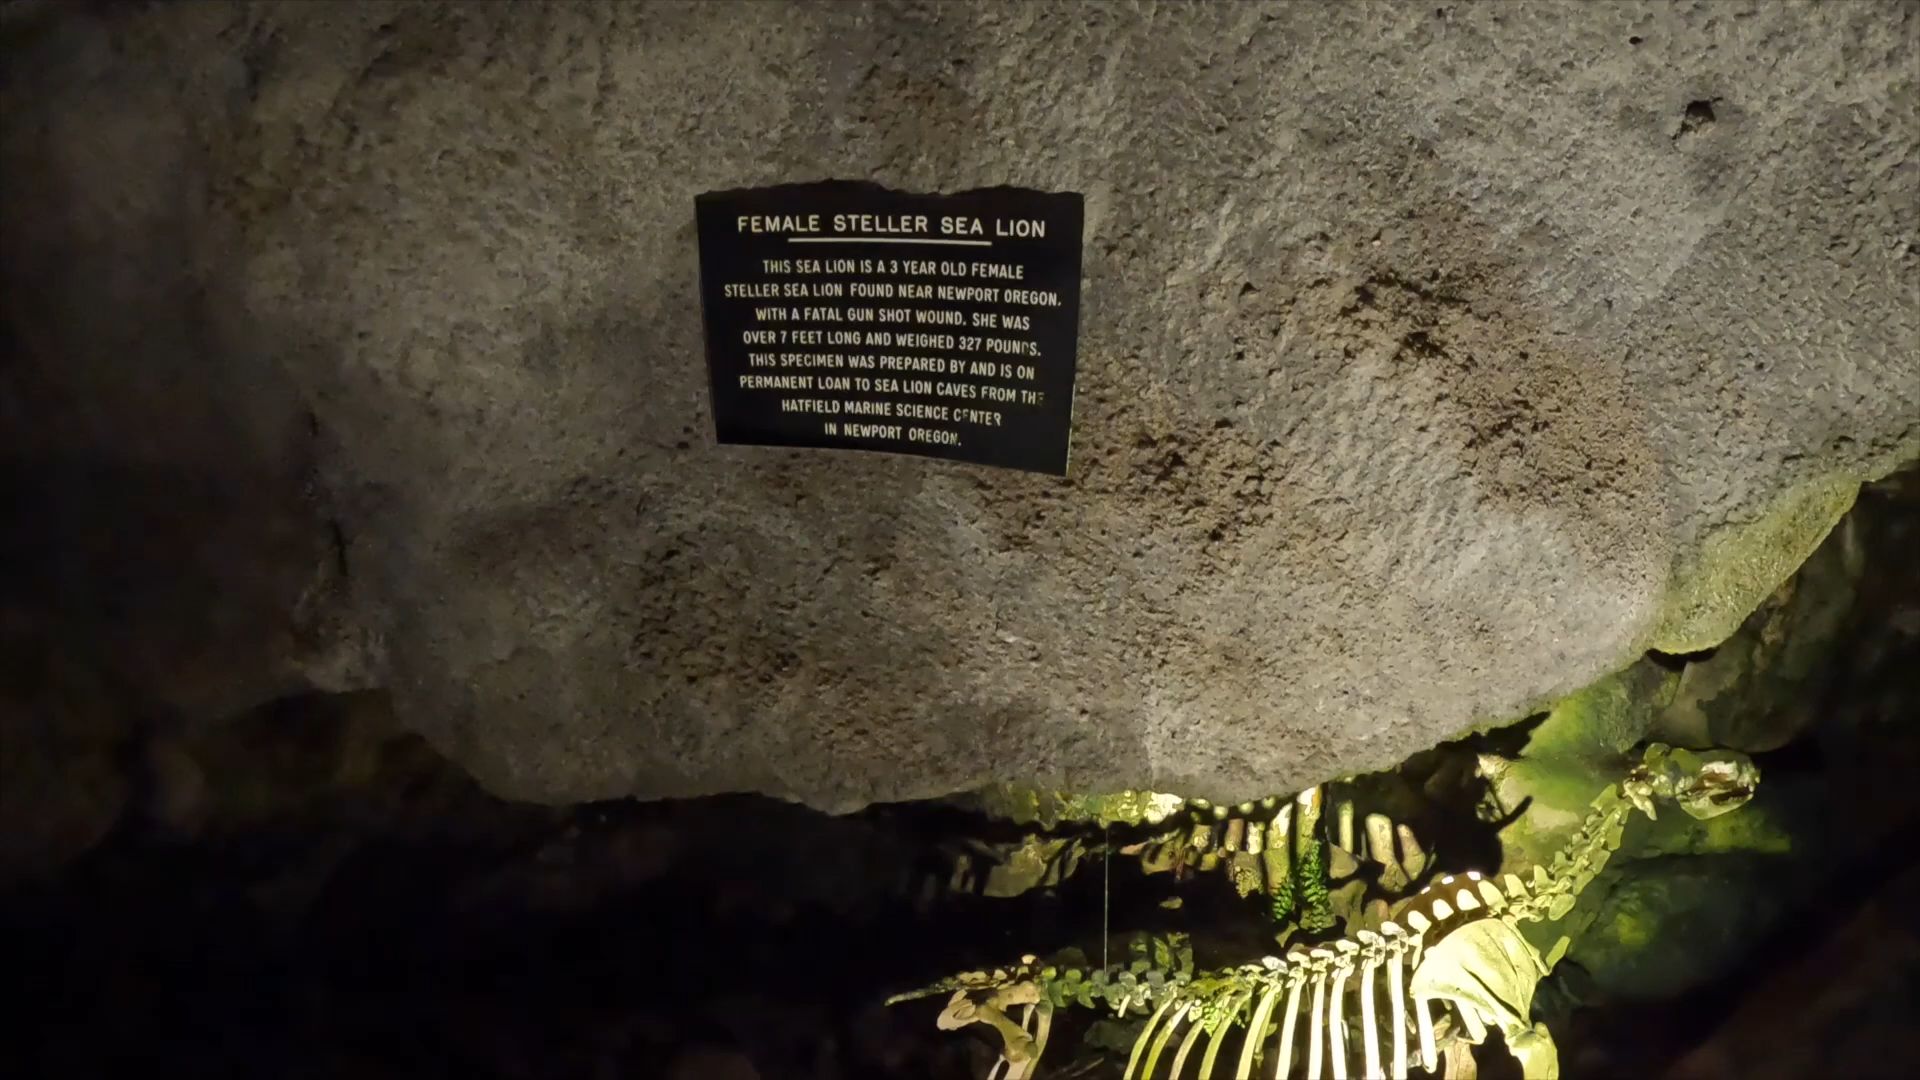 FEMALE STELLER SEA LION
THIS SEA LION IS A 3 YEAR OLD FEMALE
STELLER SEA LION FOUND NEAR NEWPORT OREGON.
WITH A FATAL GUN SHOT WOUND. SHE WAS
OVER 7 FEET LONG AND WEIGHED 327 POUNDS.
THIS SPECIMEN WAS PREPARED BY AND IS ON
PERMANENT LOAN TO SEA LION CAVES FROM THE
HATFIELD MARINE SCIENCE CENTER
IN NEWPORT OREGON.